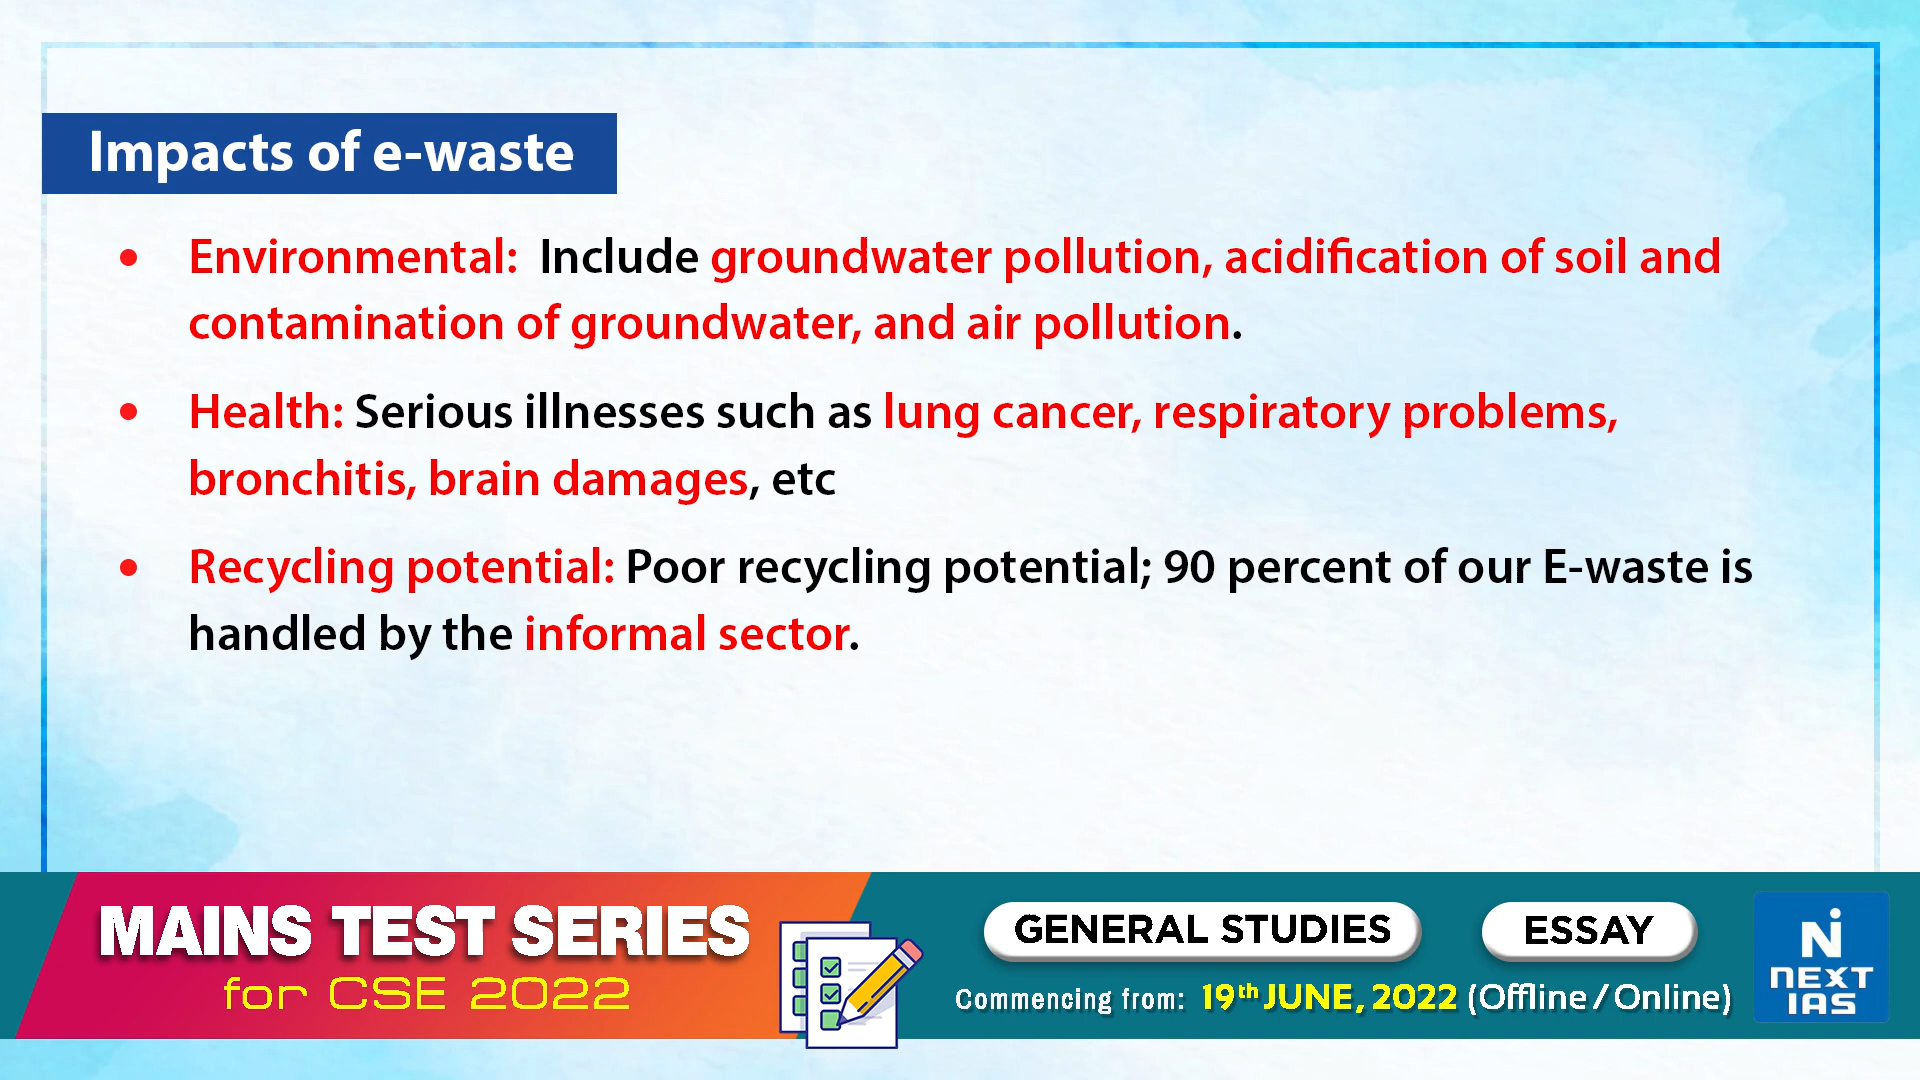 Impacts of e-waste
• Environmental: Include groundwater pollution, acidification of soil and
contamination of groundwater, and air pollution.
• Health: Serious illnesses such as lung cancer, respiratory problems,
bronchitis, brain damages, etc
• Recycling potential: Poor recycling potential; 90 percent of our E-waste is
handled by the informal sector.
MAINS TEST SERIES
for CSE 2022
GENERAL STUDIES
ESSAY
Commencing from: 19th JUNE, 2022 (Offline/Online)
N
NEXT
IAS